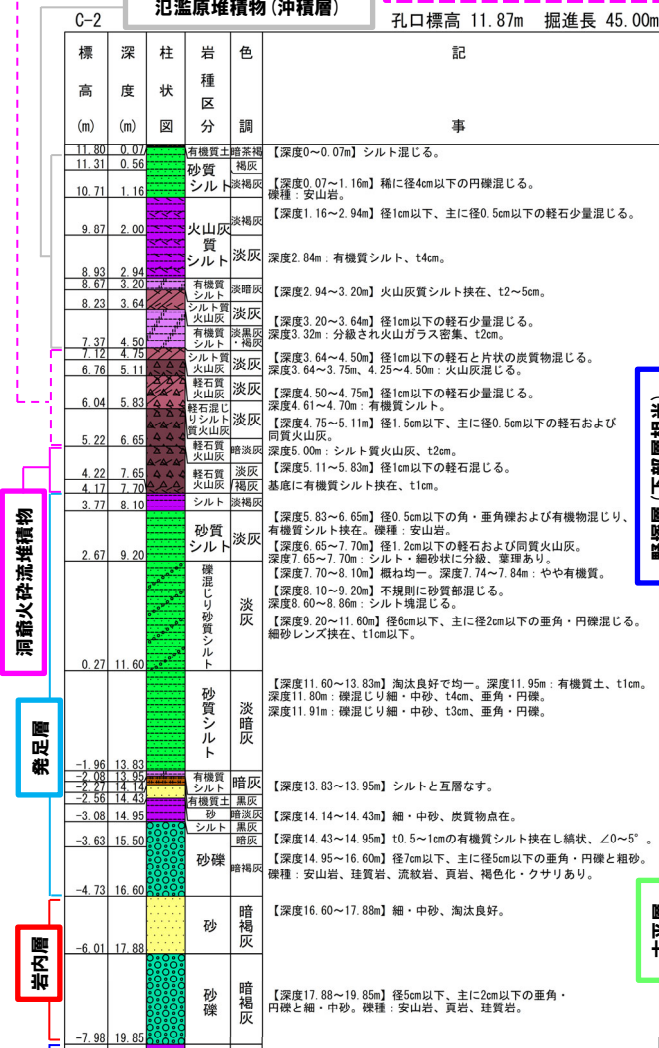 氾濫原堆積物(沖積層)
C-2
孔口標高 11.87m 掘進長 45.00m
標高(m) 深度(m) 柱状図 岩種区分 色調 記事
11.80 0.07 有機質土 暗茶褐
11.31 0.56 褐灰
10.71 1.16 砂質シルト 淡褐灰
9.87 2.00 淡褐灰
8.93 2.94 火山灰質シルト 淡灰
8.67 3.20 有機質シルト 淡暗灰
8.23 3.64 シルト質火山灰 淡灰
7.37 4.50 有機質シルト 淡黒灰・褐灰
7.12 4.75 シルト質火山灰 淡灰
6.76 5.11
6.04 5.83 軽石質火山灰 淡灰
5.22 6.65 軽石混じりシルト質火山灰 淡灰
軽石質火山灰 暗淡灰
4.22 7.65 軽石質火山灰 淡灰
4.17 7.70 褐灰
3.77 8.10 シルト 淡褐灰
2.67 9.20 砂質シルト 淡灰
0.27 11.60 礫混じり砂質シルト 淡灰
-1.96 13.83 砂質シルト 淡暗灰
-2.08 13.95 有機質シルト 暗灰
-2.27 14.14
-2.56 14.43 有機質土 黒灰
-3.08 14.95 砂 暗淡灰
シルト 黒灰
-3.63 15.50 暗灰
-4.73 16.60 砂礫 暗褐灰
-6.01 17.88 砂 暗褐灰
-7.98 19.85 砂礫 暗褐灰
【深度0~0.07m】シルト混じる。
【深度0.07~1.16m】稀に径4cm以下の円礫混じる。
礫種:安山岩。
【深度1.16~2.94m】径1cm以下、主に径0.5cm以下の軽石少量混じる。
深度2.84m:有機質シルト、t4cm。
【深度2.94~3.20m】火山灰質シルト挟在、t2~5cm。
【深度3.20~3.64m】径1cm以下の軽石少量混じる。
深度3.32m:分級され火山ガラス密集、t2cm。
【深度3.64~4.50m】径1cm以下の軽石と片状の炭質物混じる。
深度3.64~3.75m、4.25~4.50m:火山灰混じる。
【深度4.50~4.75m】径1cm以下の軽石少量混じる。
深度4.61~4.70m:有機質シルト。
【深度4.75~5.11m】径1.5cm以下、主に径0.5cm以下の軽石および
同質火山灰。
深度5.00m:シルト質火山灰、t2cm。
【深度5.11~5.83m】径1cm以下の軽石混じる。
基底に有機質シルト挟在、t1cm。
【深度5.83~6.65m】径0.5cm以下の角・亜角礫および有機物混じり、
有機質シルト挟在。礫種:安山岩。
【深度6.65~7.70m】径1.2cm以下の軽石および同質火山灰。
深度7.65~7.70m:シルト・細砂状に分級、葉理あり。
【深度7.70~8.10m】概ね均一。深度7.74~7.84m:やや有機質。
【深度8.10~9.20m】不規則に砂質部混じる。
深度8.60~8.86m:シルト塊混じる。
【深度9.20~11.60m】径6cm以下、主に径2cm以下の亜角・円礫混じる。
細砂レンズ挟在、t1cm以下。
【深度11.60~13.83m】淘汰良好で均一。深度11.95m:有機質土、t1cm。
深度11.80m:礫混じり細・中砂、t4cm、亜角・円礫。
深度11.91m:礫混じり細・中砂、t3cm、亜角・円礫。
【深度13.83~13.95m】シルトと互層なす。
【深度14.14~14.43m】細・中砂、炭質物点在。
【深度14.43~14.95m】t0.5~1cmの有機質シルト挟在し縞状、∠0~5°。
【深度14.95~16.60m】径7cm以下、主に径5cm以下の亜角・円礫と粗砂。
礫種:安山岩、珪質岩、流紋岩、頁岩、褐色化・クサリあり。
【深度16.60~17.88m】細・中砂、淘汰良好。
【深度17.88~19.85m】径5cm以下、主に2cm以下の亜角・
円礫と細・中砂。礫種:安山岩、頁岩、珪質岩。
洞爺火砕流堆積物
発足層
岩内層